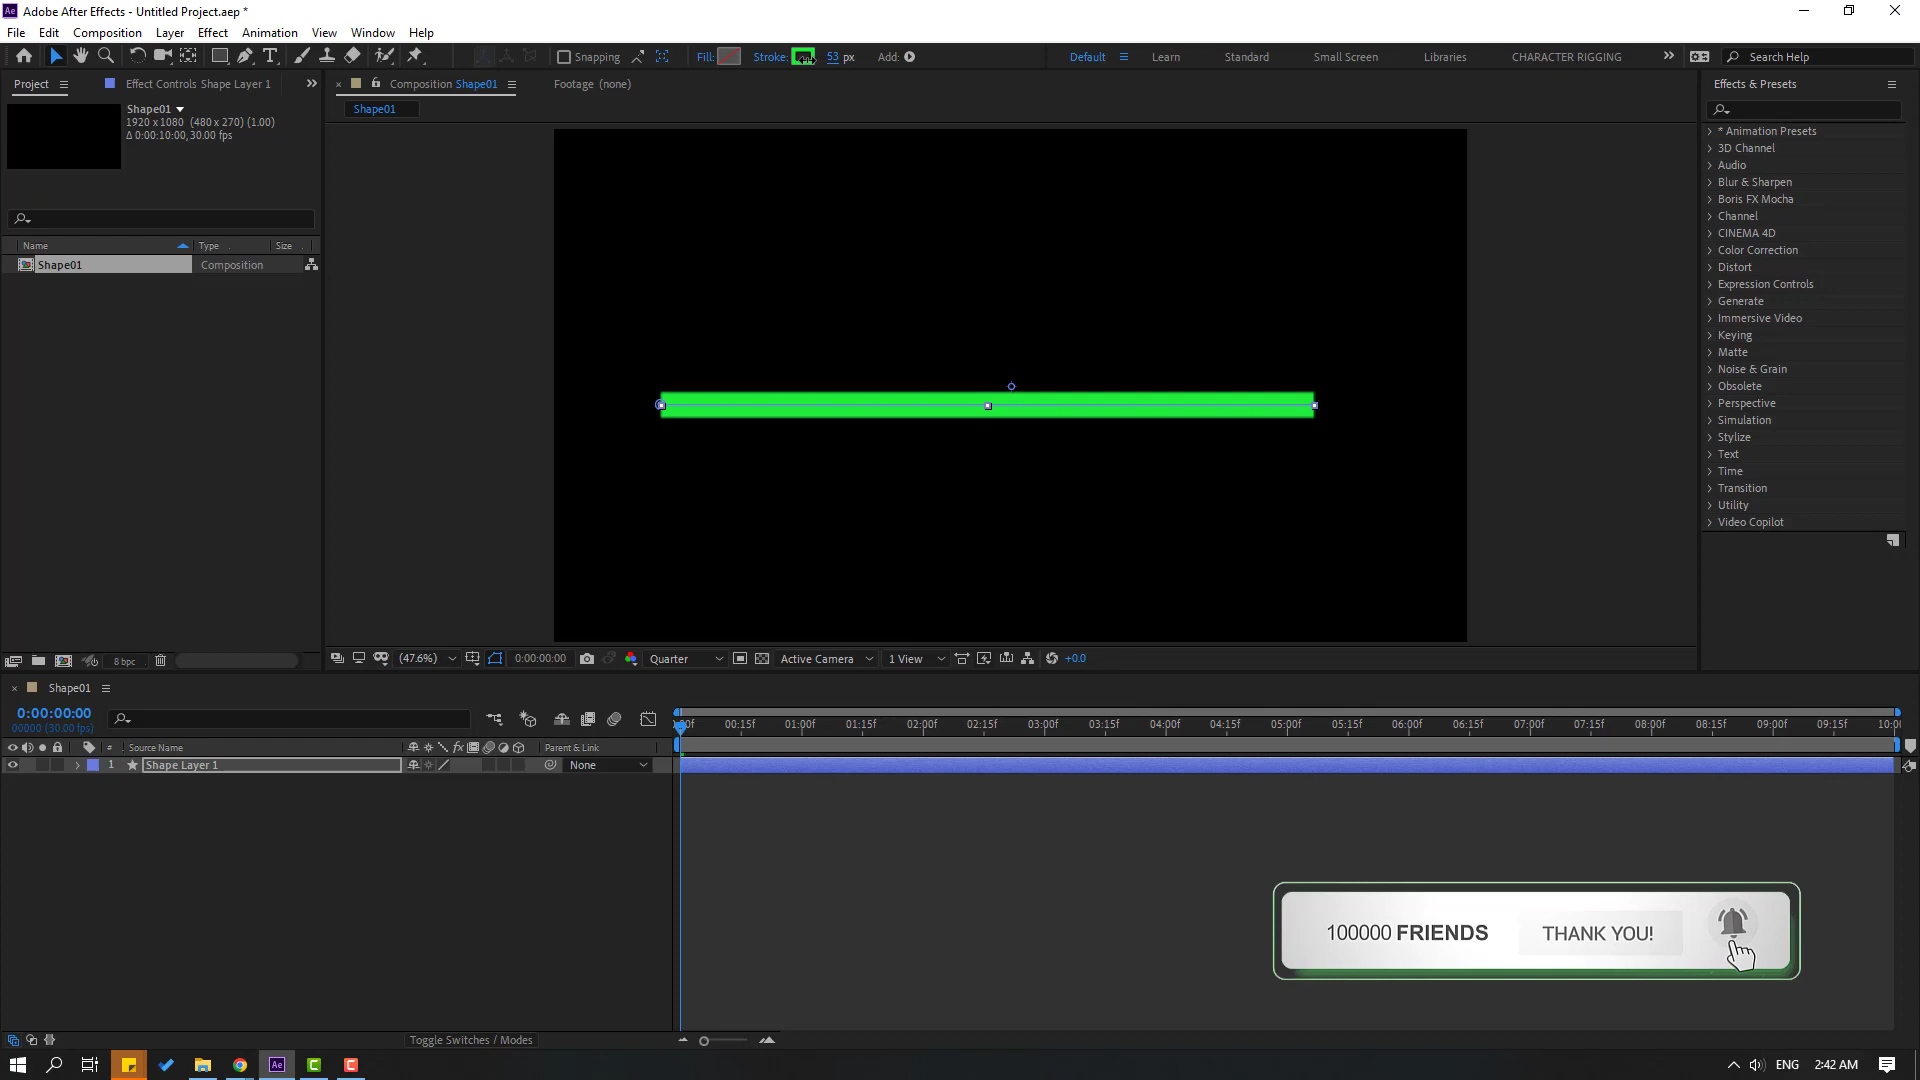 Adobe After Effects - Untitled Project.aep *
File Edit Composition Layer Effect Animation View Window Help
Snapping Fill: Stroke: 53 px Add: Default Learn Standard Small Screen Libraries CHARACTER RIGGING Search Help
Project Effect Controls Shape Layer 1
Composition Shape01 Footage (none)
Effects & Presets
Shape01
Shape01
1920 x 1080 (480 x 270) (1.00)
Δ 0:00:10:00, 30.00 fps
Name Type Size
Shape01 Composition
* Animation Presets
3D Channel
Audio
Blur & Sharpen
Boris FX Mocha
Channel
CINEMA 4D
Color Correction
Distort
Expression Controls
Generate
Immersive Video
Keying
Matte
Noise & Grain
Obsolete
Perspective
Simulation
Stylize
Text
Time
Transition
Utility
Video Copilot
8 bpc
(47.6%) 0:00:00:00 Quarter Active Camera 1 View +0.0
Shape01
0:00:00:00
00000 (30.00 fps)
:00f 00:15f 01:00f 01:15f 02:00f 02:15f 03:00f 03:15f 04:00f 04:15f 05:00f 05:15f 06:00f 06:15f 07:00f 07:15f 08:00f 08:15f 09:00f 09:15f 10:00
# Source Name fx Parent & Link
1 Shape Layer 1 None
100000 FRIENDS THANK YOU!
Toggle Switches / Modes
Ae ENG 2:42 AM